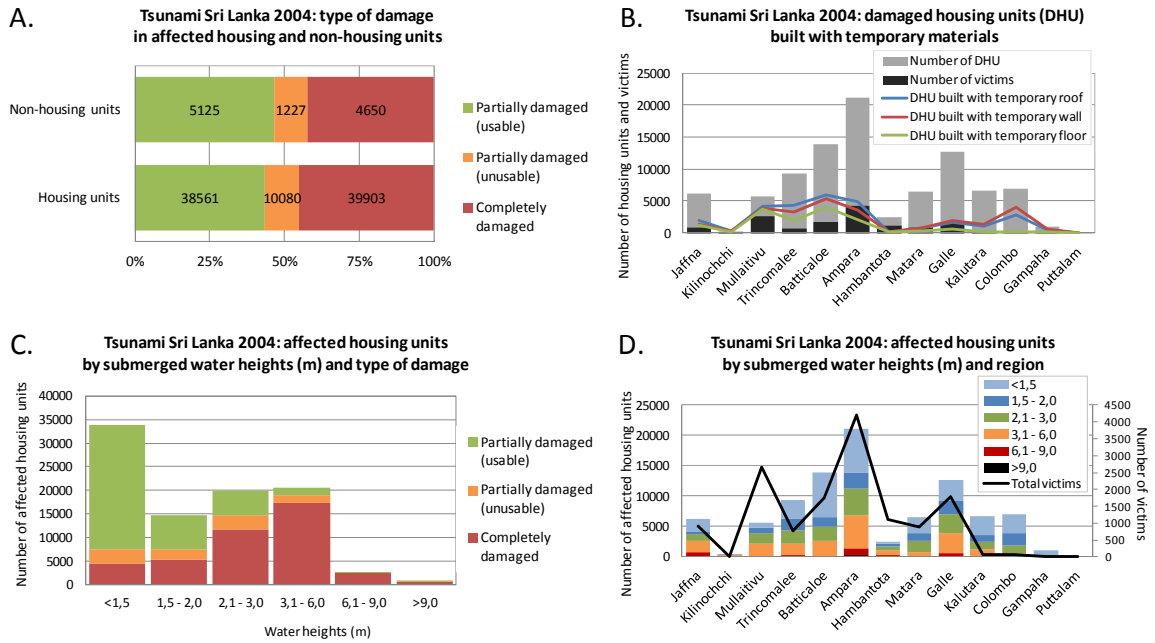 A.
Tsunami Sri Lanka 2004: type of damage
in affected housing and non-housing units
Non-housing units
5125
1227
4650
Housing units
38561
10080
39903
0%
25%
50%
75%
100%
Partially damaged
(usable)
Partially damaged
(unusable)
Completely
damaged
B.
Tsunami Sri Lanka 2004: damaged housing units (DHU)
built with temporary materials
Number of housing units and victims
25000
20000
15000
10000
5000
0
Number of DHU
Number of victims
DHU built with temporary roof
DHU built with temporary wall
DHU built with temporary floor
Jaffna
Kilinochchi
Mullaitivu
Trincomalee
Batticaloe
Ampara
Hambantota
Matara
Galle
Kalutara
Colombo
Gampaha
Puttalam
C.
Tsunami Sri Lanka 2004: affected housing units
by submerged water heights (m) and type of damage
Number of affected housing units
40000
35000
30000
25000
20000
15000
10000
5000
0
<1,5
1,5 - 2,0
2,1 - 3,0
3,1 - 6,0
6,1 - 9,0
>9,0
Water heights (m)
Partially damaged
(usable)
Partially damaged
(unusable)
Completely
damaged
D.
Tsunami Sri Lanka 2004: affected housing units
by submerged water heights (m) and region
Number of affected housing units
25000
20000
15000
10000
5000
0
<1,5
1,5 - 2,0
2,1 - 3,0
3,1 - 6,0
6,1 - 9,0
>9,0
Total victims
4500
4000
3500
3000
2500
2000
1500
1000
500
0
Number of victims
Jaffna
Kilinochchi
Mullaitivu
Trincomalee
Batticaloe
Ampara
Hambantota
Matara
Galle
Kalutara
Colombo
Gampaha
Puttalam